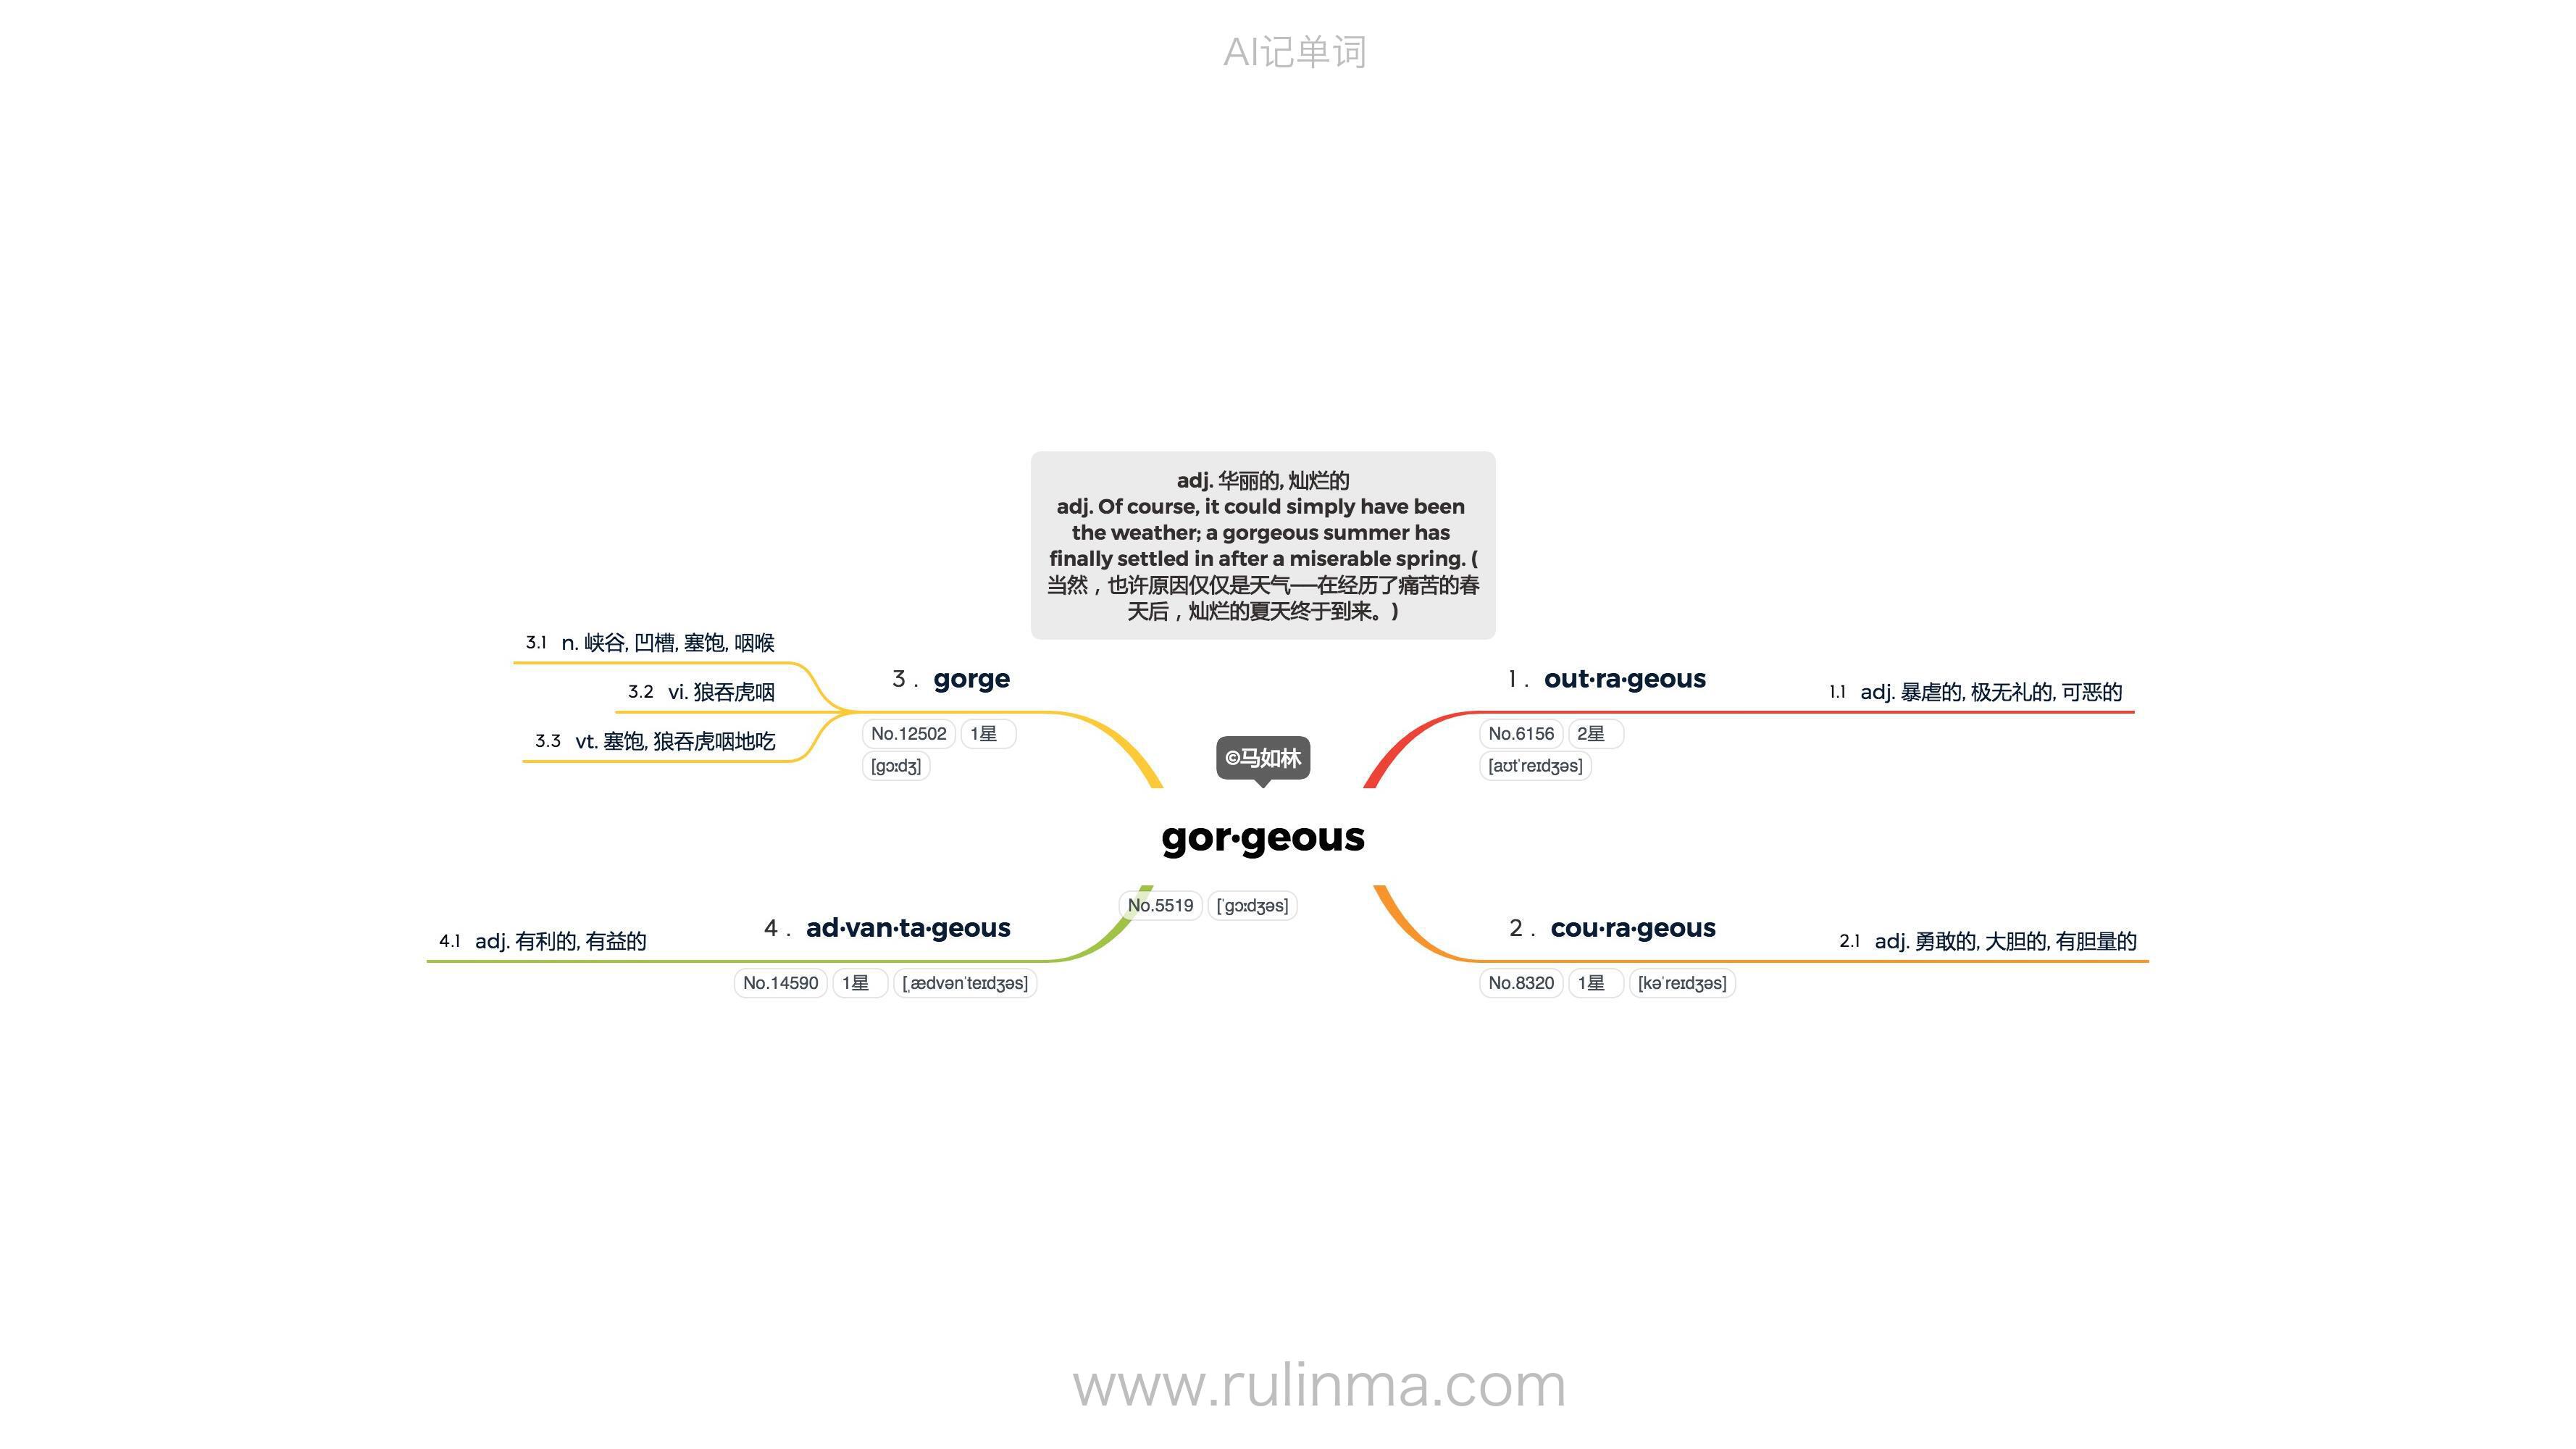 AI记单词
adj. 华丽的, 灿烂的
adj. Of course, it could simply have been
the weather; a gorgeous summer has
finally settled in after a miserable spring. (
当然，也许原因仅仅是天气——在经历了痛苦的春
天后，灿烂的夏天终于到来。)
©马如林
gor·geous
No.5519 [ˈgɔːdʒəs]
1. out·ra·geous
No.6156 2星
[aʊtˈreɪdʒəs]
1.1 adj. 暴虐的, 极无礼的, 可恶的
2. cou·ra·geous
No.8320 1星 [kəˈreɪdʒəs]
2.1 adj. 勇敢的, 大胆的, 有胆量的
3. gorge
No.12502 1星
[gɔːdʒ]
3.1 n. 峡谷, 凹槽, 塞饱, 咽喉
3.2 vi. 狼吞虎咽
3.3 vt. 塞饱, 狼吞虎咽地吃
4. ad·van·ta·geous
No.14590 1星 [ˌædvənˈteɪdʒəs]
4.1 adj. 有利的, 有益的
www.rulinma.com